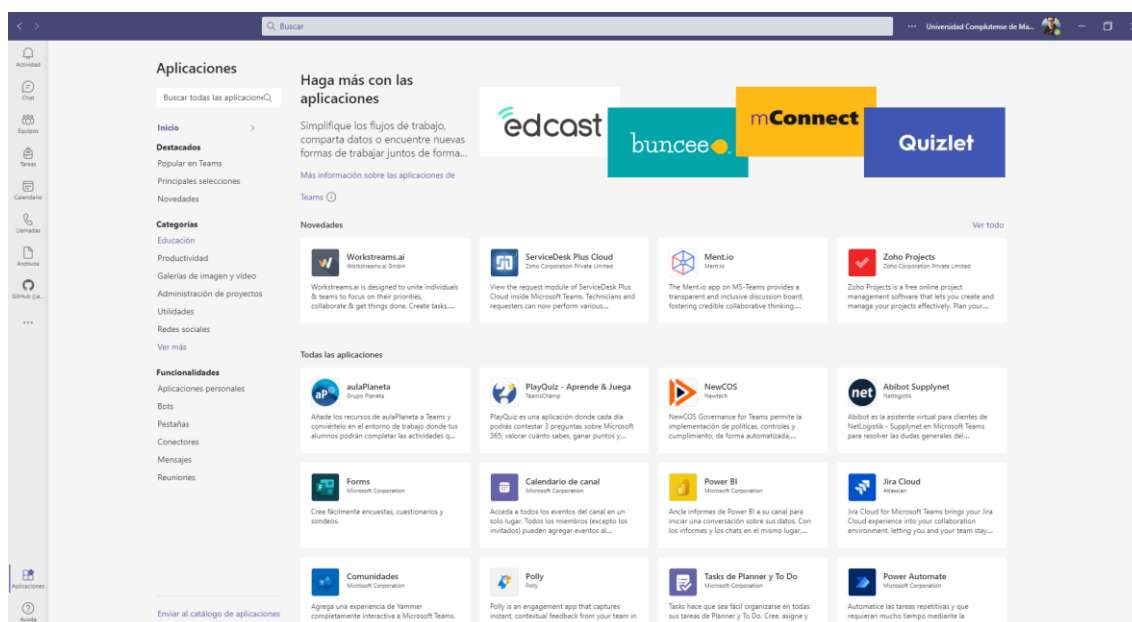 Buscar
Universidad Complutense de Ma...
Actividad
Chat
Equipos
Tareas
Calendario
Llamadas
Archivos
GitHub (La...
Aplicaciones
Ayuda
Aplicaciones
Buscar todas las aplicacione
Inicio
Destacados
Popular en Teams
Principales selecciones
Novedades
Categorías
Educación
Productividad
Galerías de imagen y vídeo
Administración de proyectos
Utilidades
Redes sociales
Ver más
Funcionalidades
Aplicaciones personales
Bots
Pestañas
Conectores
Mensajes
Reuniones
Enviar al catálogo de aplicaciones
Haga más con las
aplicaciones
Simplifique los flujos de trabajo,
comparta datos o encuentre nuevas
formas de trabajar juntos de forma...
Más información sobre las aplicaciones de
Teams
edcast
buncee
mConnect
Quizlet
Novedades
Ver todo
Workstreams.ai
Workstreams.ai GmbH
Workstreams.ai is designed to unite individuals
& teams to focus on their priorities,
collaborate & get things done. Create tasks,...
ServiceDesk Plus Cloud
Zoho Corporation Private Limited
View the request module of ServiceDesk Plus
Cloud inside Microsoft Teams. Technicians and
requesters can now perform various...
Ment.io
Ment.io
The Ment.io app on MS-Teams provides a
transparent and inclusive discussion board,
fostering credible collaborative thinking,...
Zoho Projects
Zoho Corporation Private Limited
Zoho Projects is a free online project
management software that lets you create and
manage your projects effectively. Plan your...
Todas las aplicaciones
aP
aulaPlaneta
Grupo Planeta
Añade los recursos de aulaPlaneta a Teams y
conviértelo en el entorno de trabajo donde tus
alumnos podrán completar las actividades q...
PlayQuiz - Aprende & Juega
TeamsChamp
PlayQuiz es una aplicación donde cada día
podrás contestar 3 preguntas sobre Microsoft
365, valorar cuánto sabes, ganar puntos y...
NewCOS
Newtech
NewCOS Governance for Teams permite la
implementación de políticas, controles y
cumplimiento, de forma automatizada,...
net
Abibot Supplynet
Netlogistik
Abibot es la asistente virtual para clientes de
NetLogistik - Supplynet en Microsoft Teams
para resolver las dudas generales del...
Forms
Microsoft Corporation
Cree fácilmente encuestas, cuestionarios y
sondeos.
Calendario de canal
Microsoft Corporation
Acceda a todos los eventos del canal en un
solo lugar. Todos los miembros (excepto los
invitados) pueden agregar eventos al...
Power BI
Microsoft Corporation
Ancle informes de Power BI a su canal para
iniciar una conversación sobre sus datos. Con
los informes y los chats en el mismo lugar,...
Jira Cloud
Atlassian
Jira Cloud for Microsoft Teams brings your Jira
Cloud experience into your collaboration
environment, letting you and your team stay...
Comunidades
Microsoft Corporation
Agrega una experiencia de Yammer
completamente interactiva a Microsoft Teams.
Polly
Polly
Polly is an engagement app that captures
instant, contextual feedback from your team in
Tasks de Planner y To Do
Microsoft Corporation
Tasks hace que sea fácil organizarse en todas
sus tareas de Planner y To Do. Cree, asigne y
Power Automate
Microsoft Corporation
Automatice las tareas repetitivas y que
requieran mucho tiempo mediante la